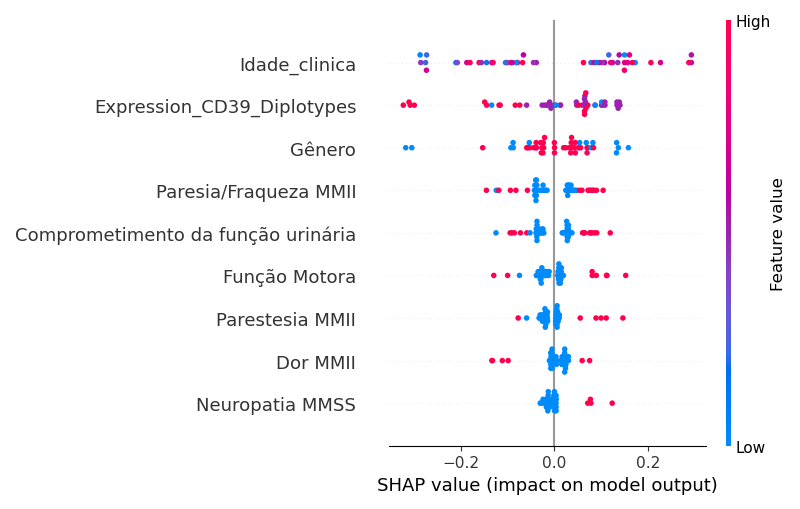 High
Idade_clinica
Expression_CD39_Diplotypes
Gênero
Paresia/Fraqueza MMII
Comprometimento da função urinária
Função Motora
Parestesia MMII
Dor MMII
Neuropatia MMSS
Feature value
Low
−0.2 0.0 0.2
SHAP value (impact on model output)